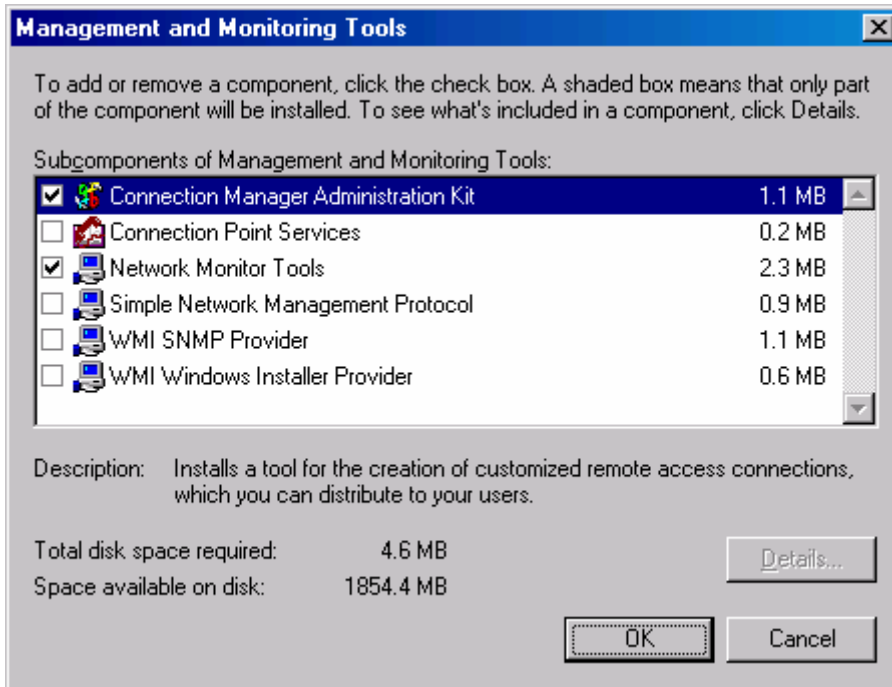 Management and Monitoring Tools
To add or remove a component, click the check box. A shaded box means that only part
of the component will be installed. To see what's included in a component, click Details.
Subcomponents of Management and Monitoring Tools:
Connection Manager Administration Kit 1.1 MB
Connection Point Services 0.2 MB
Network Monitor Tools 2.3 MB
Simple Network Management Protocol 0.9 MB
WMI SNMP Provider 1.1 MB
WMI Windows Installer Provider 0.6 MB
Description: Installs a tool for the creation of customized remote access connections,
which you can distribute to your users.
Total disk space required: 4.6 MB
Space available on disk: 1854.4 MB
Details...
OK Cancel